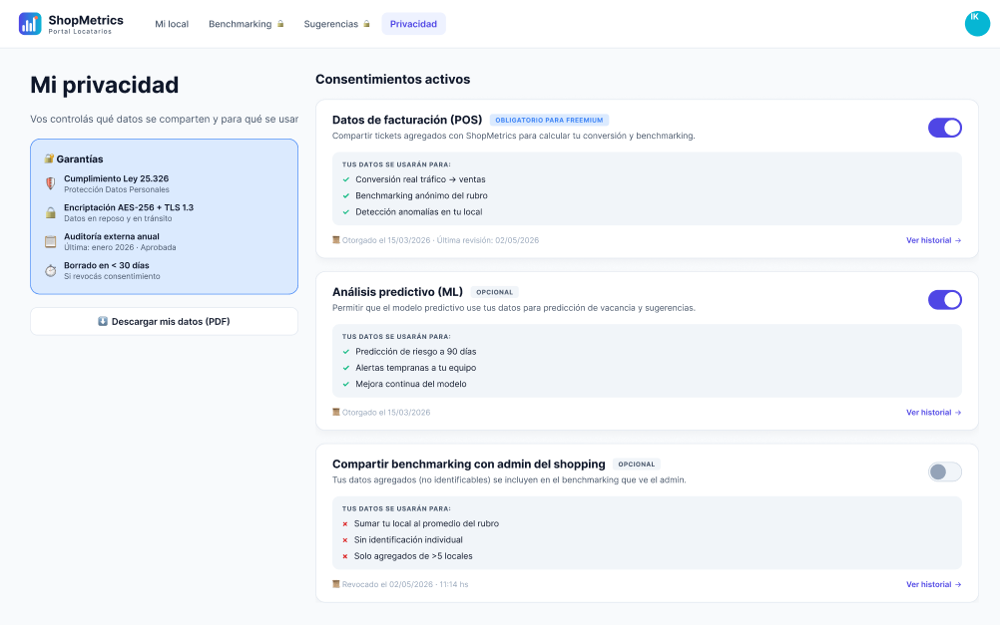 ShopMetrics
Portal Locatarios
Mi local
Benchmarking
Sugerencias
Privacidad
IK
Mi privacidad
Vos controlás qué datos se comparten y para qué se usar
Garantías
Cumplimiento Ley 25.326
Protección Datos Personales
Encriptación AES-256 + TLS 1.3
Datos en reposo y en tránsito
Auditoría externa anual
Última: enero 2026 · Aprobada
Borrado en < 30 días
Si revocás consentimiento
Descargar mis datos (PDF)
Consentimientos activos
Datos de facturación (POS) OBLIGATORIO PARA FREEMIUM
Compartir tickets agregados con ShopMetrics para calcular tu conversión y benchmarking.
TUS DATOS SE USARÁN PARA:
✓ Conversión real tráfico → ventas
✓ Benchmarking anónimo del rubro
✓ Detección anomalías en tu local
Otorgado el 15/03/2026 · Última revisión: 02/05/2026
Ver historial →
Análisis predictivo (ML) OPCIONAL
Permitir que el modelo predictivo use tus datos para predicción de vacancia y sugerencias.
TUS DATOS SE USARÁN PARA:
✓ Predicción de riesgo a 90 días
✓ Alertas tempranas a tu equipo
✓ Mejora continua del modelo
Otorgado el 15/03/2026
Ver historial →
Compartir benchmarking con admin del shopping OPCIONAL
Tus datos agregados (no identificables) se incluyen en el benchmarking que ve el admin.
TUS DATOS SE USARÁN PARA:
× Sumar tu local al promedio del rubro
× Sin identificación individual
× Solo agregados de >5 locales
Revocado el 02/05/2026 · 11:14 hs
Ver historial →